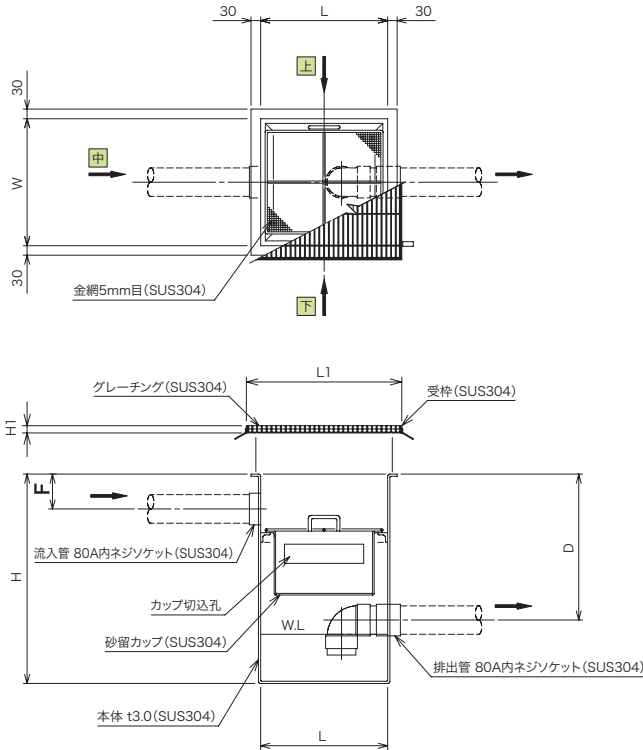 30
L
30
30
上
中
W
30
下
金網5mm目(SUS304)
L1
グレーチング(SUS304)
受枠(SUS304)
H1
F
D
H
流入管 80A内ネジソケット(SUS304)
カップ切込孔
W.L
砂留カップ(SUS304)
排出管 80A内ネジソケット(SUS304)
本体 t3.0(SUS304)
L